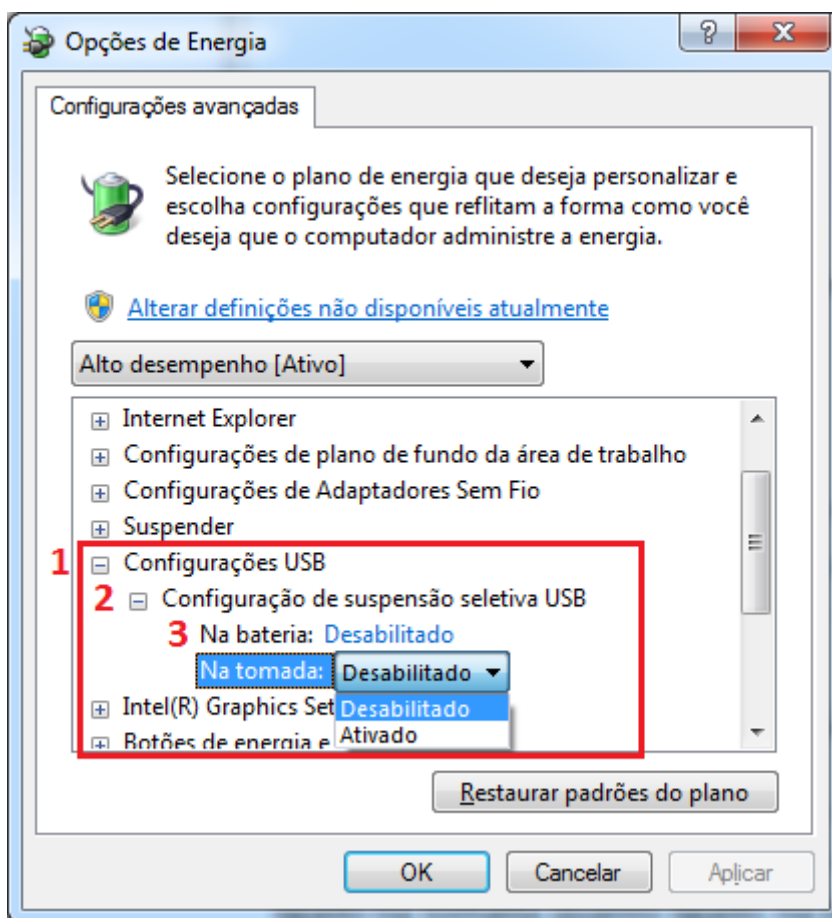 Opções de Energia
Configurações avançadas
Selecione o plano de energia que deseja personalizar e
escolha configurações que reflitam a forma como você
deseja que o computador administre a energia.
Alterar definições não disponíveis atualmente
Alto desempenho [Ativo]
Internet Explorer
Configurações de plano de fundo da área de trabalho
Configurações de Adaptadores Sem Fio
Suspender
1 Configurações USB
2 Configuração de suspensão seletiva USB
3 Na bateria: Desabilitado
Na tomada: Desabilitado
Intel(R) Graphics Set Desabilitado
Botões de energia e Ativado
Restaurar padrões do plano
OK Cancelar Aplicar